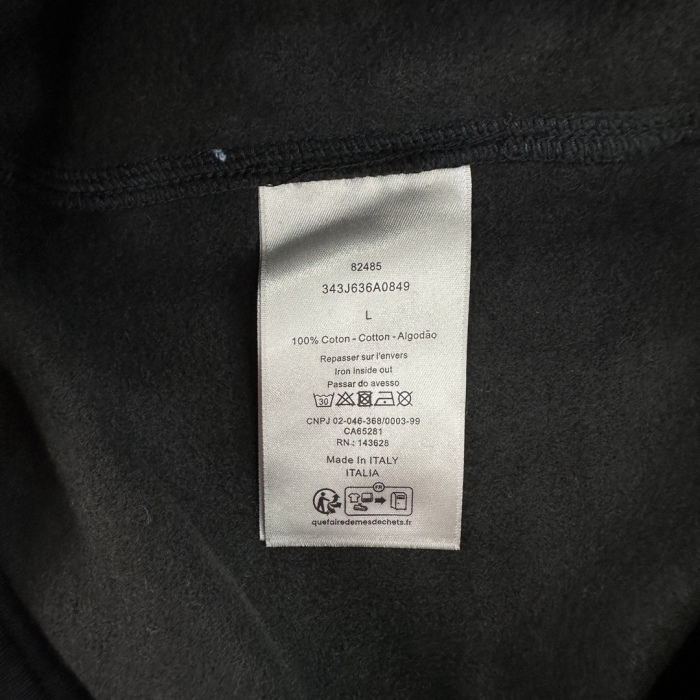 82485
343J636A0849
L
100% Coton - Cotton - Algodão
Repasser sur l'envers
Iron inside out
Passar do avesso
30
CNPJ 02-046-368/0003-99
CA65281
RN.: 143628
Made In ITALY
ITALIA
FR
quefairedemesdechets.fr